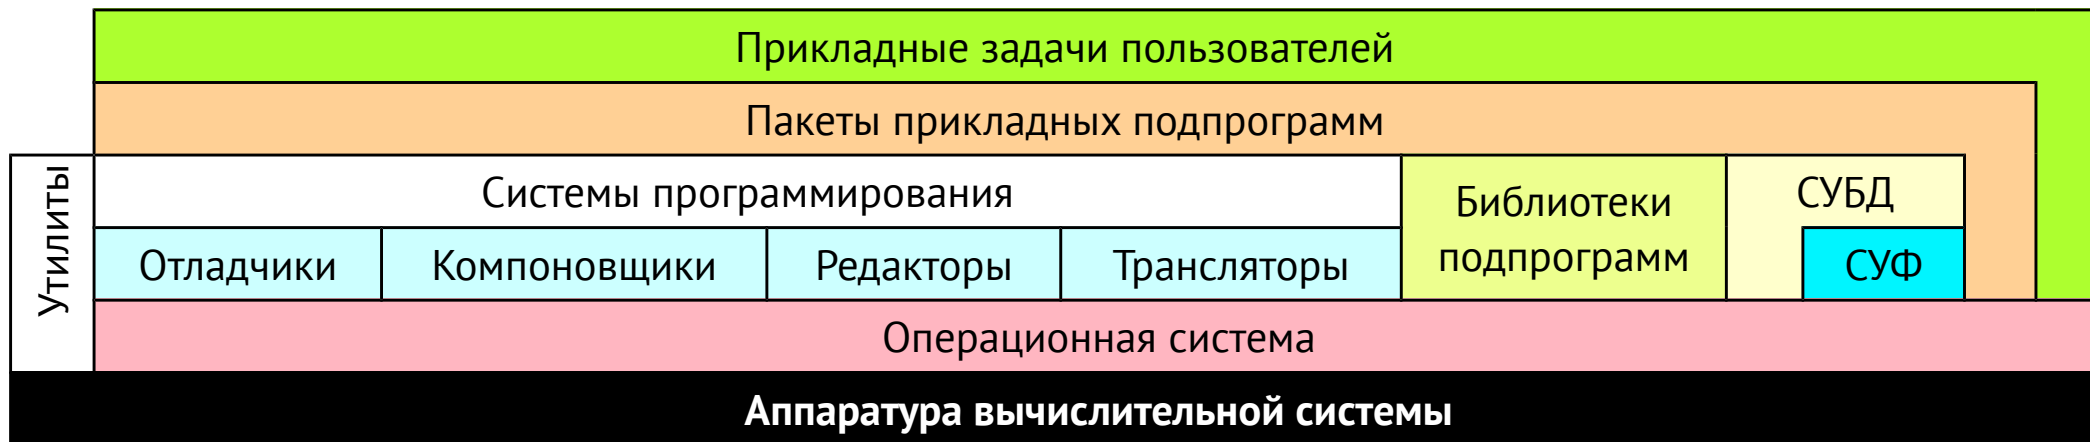 Прикладные задачи пользователей
Пакеты прикладных подпрограмм
Утилиты
Системы программирования
Библиотеки
подпрограмм
СУБД
Отладчики
Компоновщики
Редакторы
Трансляторы
СУФ
Операционная система
Аппаратура вычислительной системы